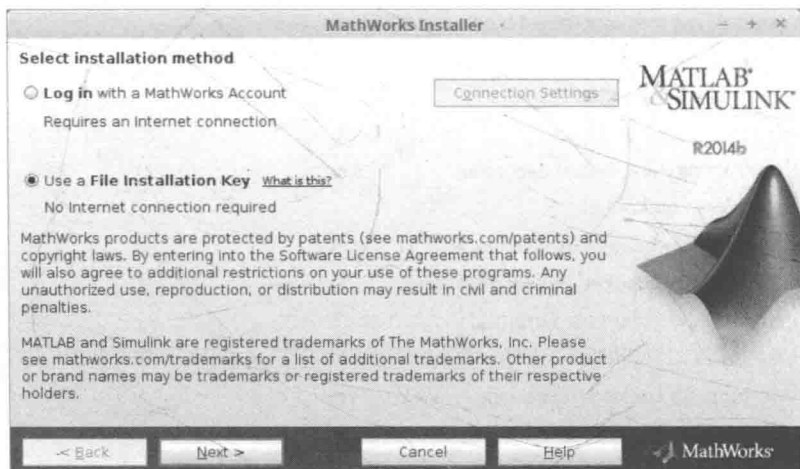 MathWorks Installer
Select installation method
Log in with a MathWorks Account
Connection Settings
Requires an Internet connection
MATLAB®
&SIMULINK®
R2014b
Use a File Installation Key What is this?
No Internet connection required
MathWorks products are protected by patents (see mathworks.com/patents) and
copyright laws. By entering into the Software License Agreement that follows, you
will also agree to additional restrictions on your use of these programs. Any
unauthorized use, reproduction, or distribution may result in civil and criminal
penalties.
MATLAB and Simulink are registered trademarks of The MathWorks, Inc. Please
see mathworks.com/trademarks for a list of additional trademarks. Other product
or brand names may be trademarks or registered trademarks of their respective
holders.
< Back
Next >
Cancel
Help
MathWorks®